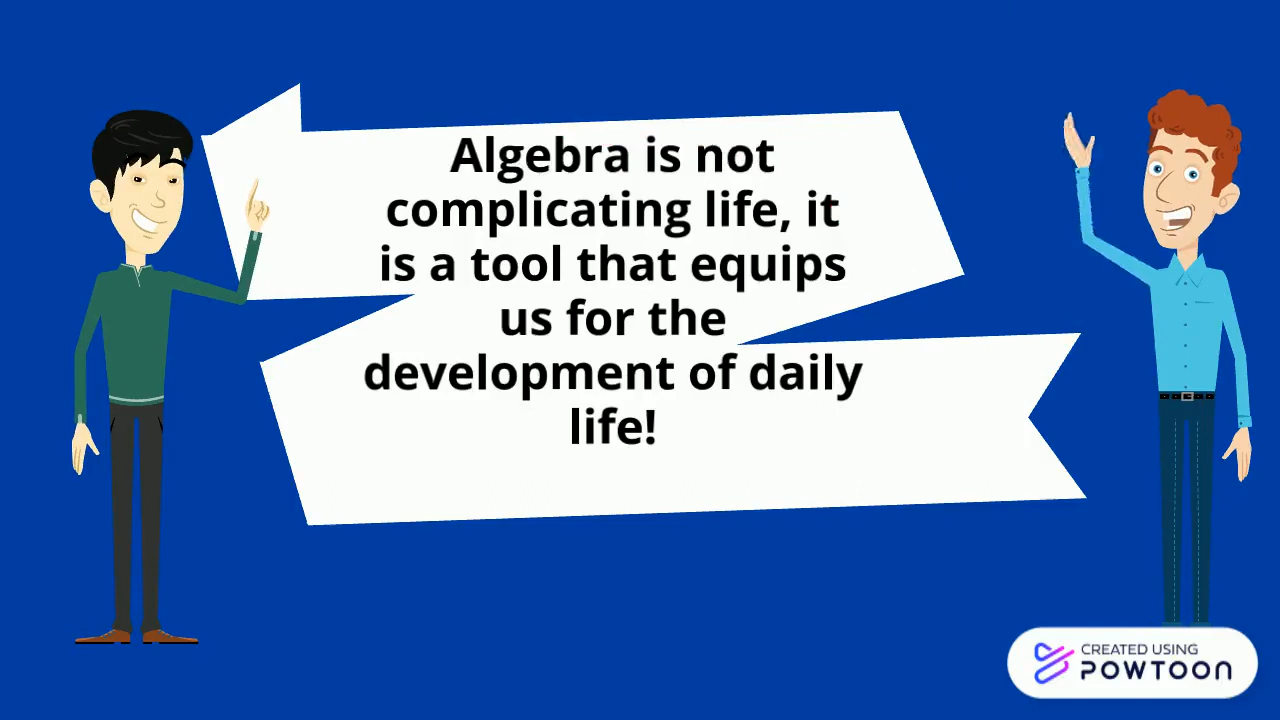 Algebra is not
complicating life, it
is a tool that equips
us for the
development of daily
life!
CREATED USING
POWTOON